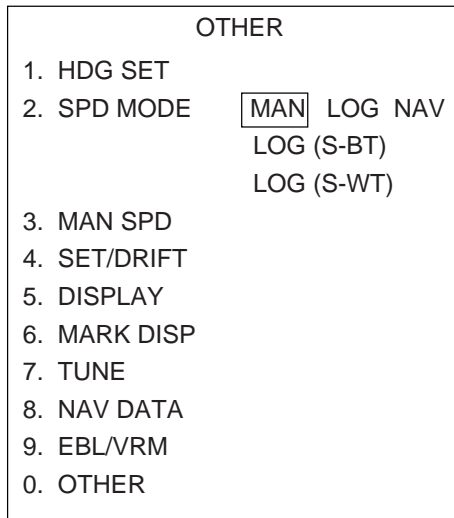 OTHER
1. HDG SET
2. SPD MODE MAN LOG NAV
LOG (S-BT)
LOG (S-WT)
3. MAN SPD
4. SET/DRIFT
5. DISPLAY
6. MARK DISP
7. TUNE
8. NAV DATA
9. EBL/VRM
0. OTHER